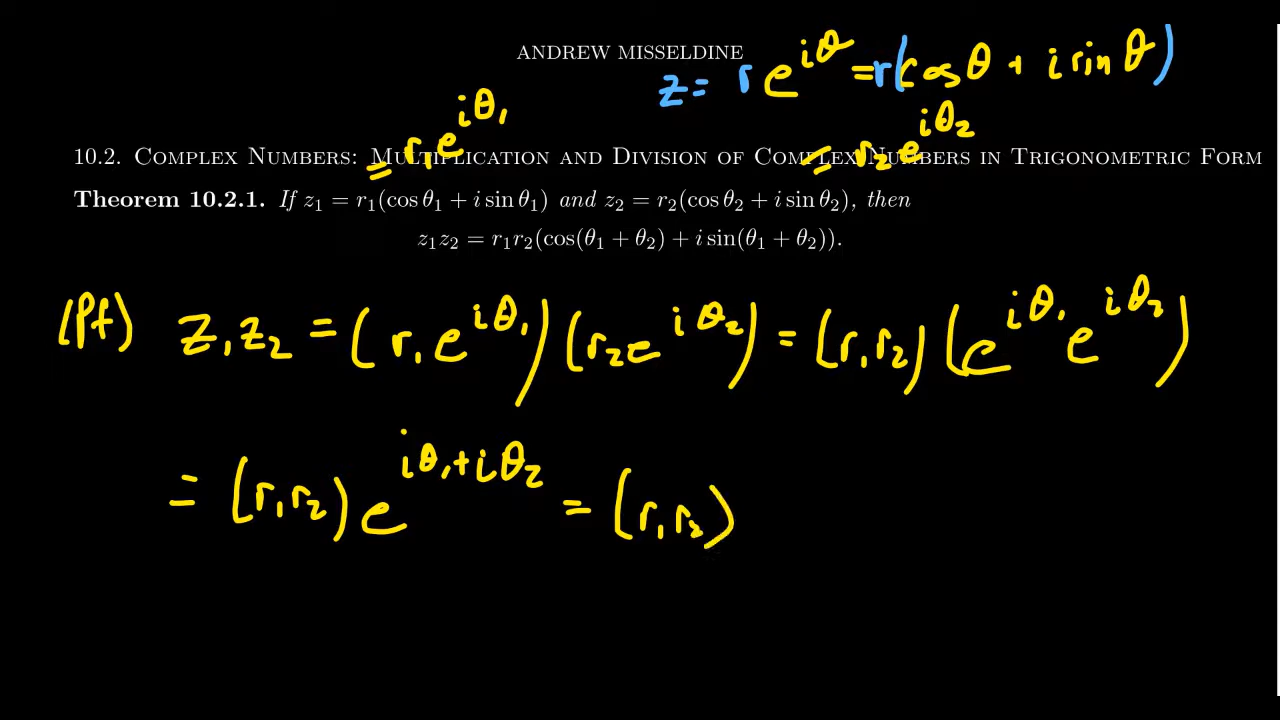 ANDREW MISSELDINE
z = r e^{iθ} = r(cos θ + i sin θ)
= r₁e^{iθ₁} = r₂e^{iθ₂}
10.2. Complex Numbers: Multiplication and Division of Complex Numbers in Trigonometric Form
Theorem 10.2.1. If z₁ = r₁(cos θ₁ + i sin θ₁) and z₂ = r₂(cos θ₂ + i sin θ₂), then
z₁z₂ = r₁r₂(cos(θ₁ + θ₂) + i sin(θ₁ + θ₂)).
(Pf) z₁z₂ = (r₁e^{iθ₁})(r₂e^{iθ₂}) = (r₁r₂)(e^{iθ₁}e^{iθ₂})
= (r₁r₂)e^{iθ₁+iθ₂} = (r₁r₂)